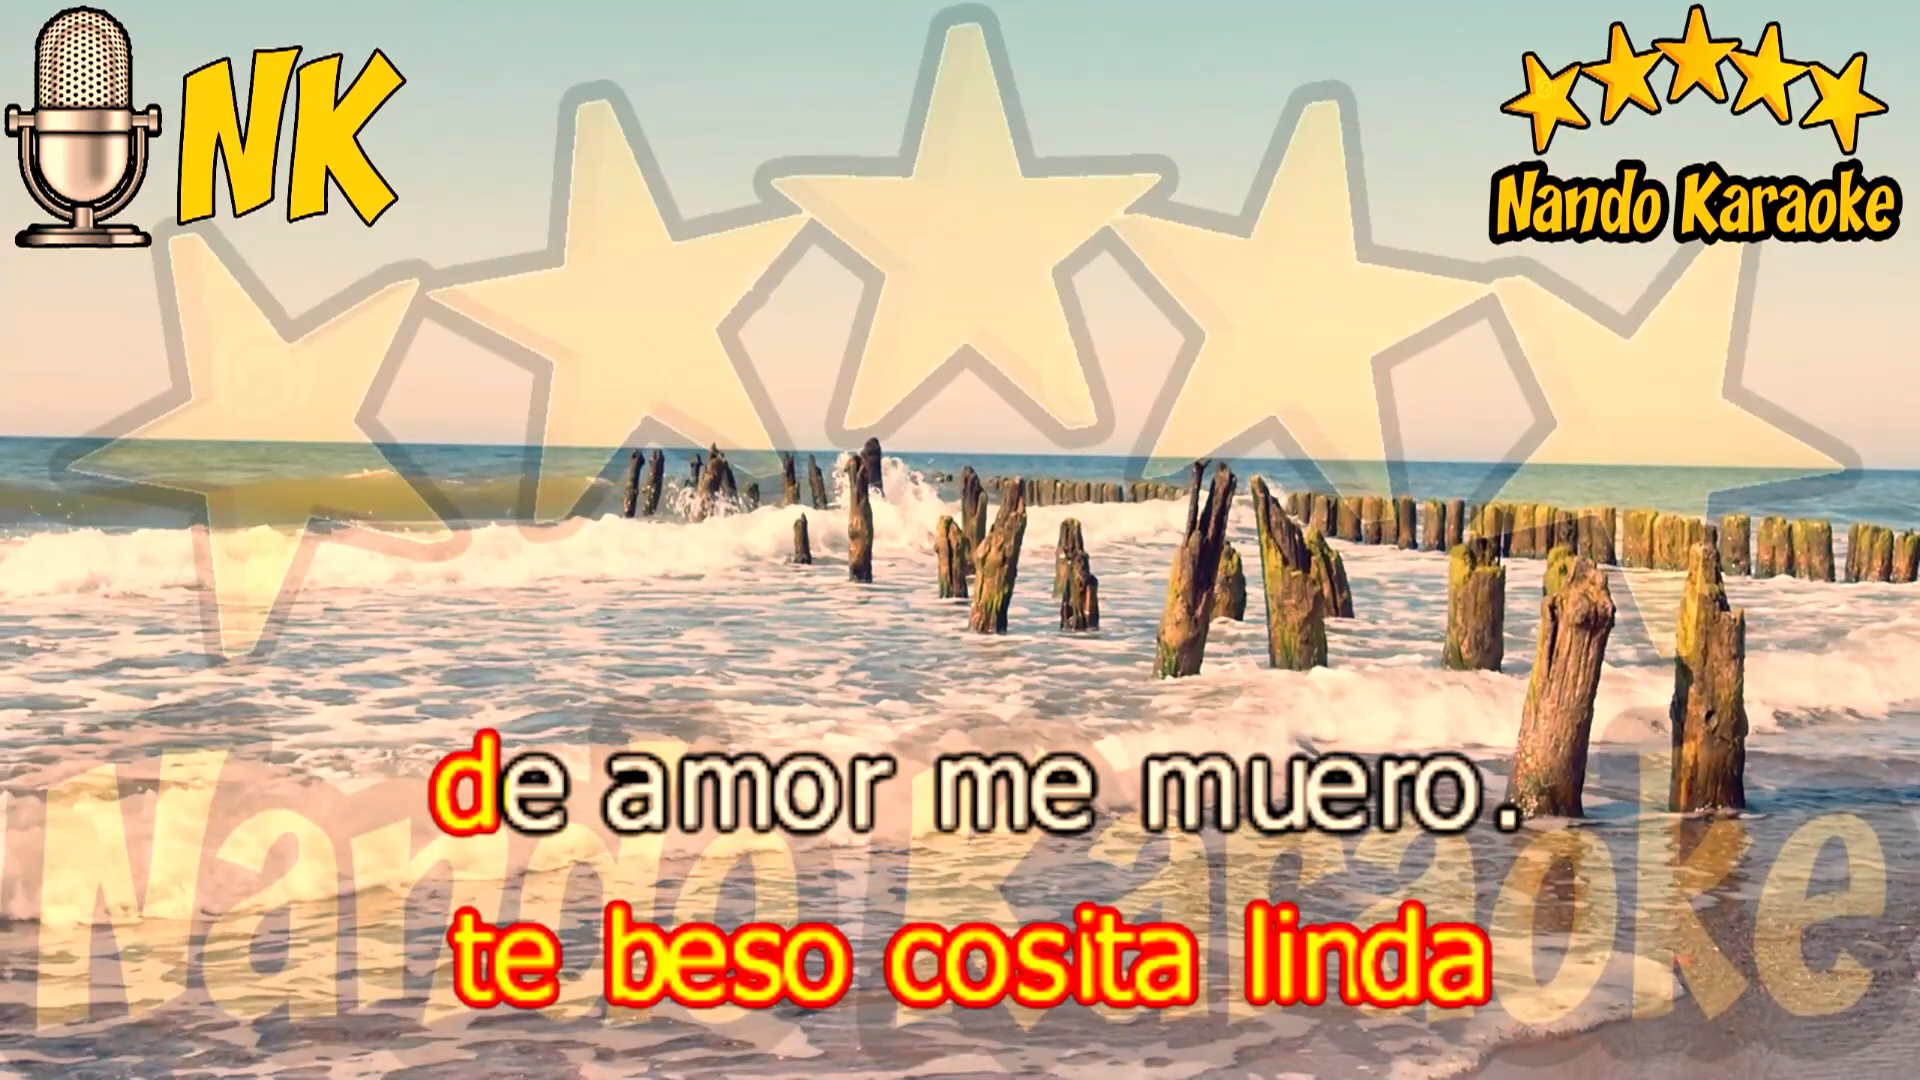 NK
Nando Karaoke
de amor me muero.
te beso cosita linda
Nando Karaoke